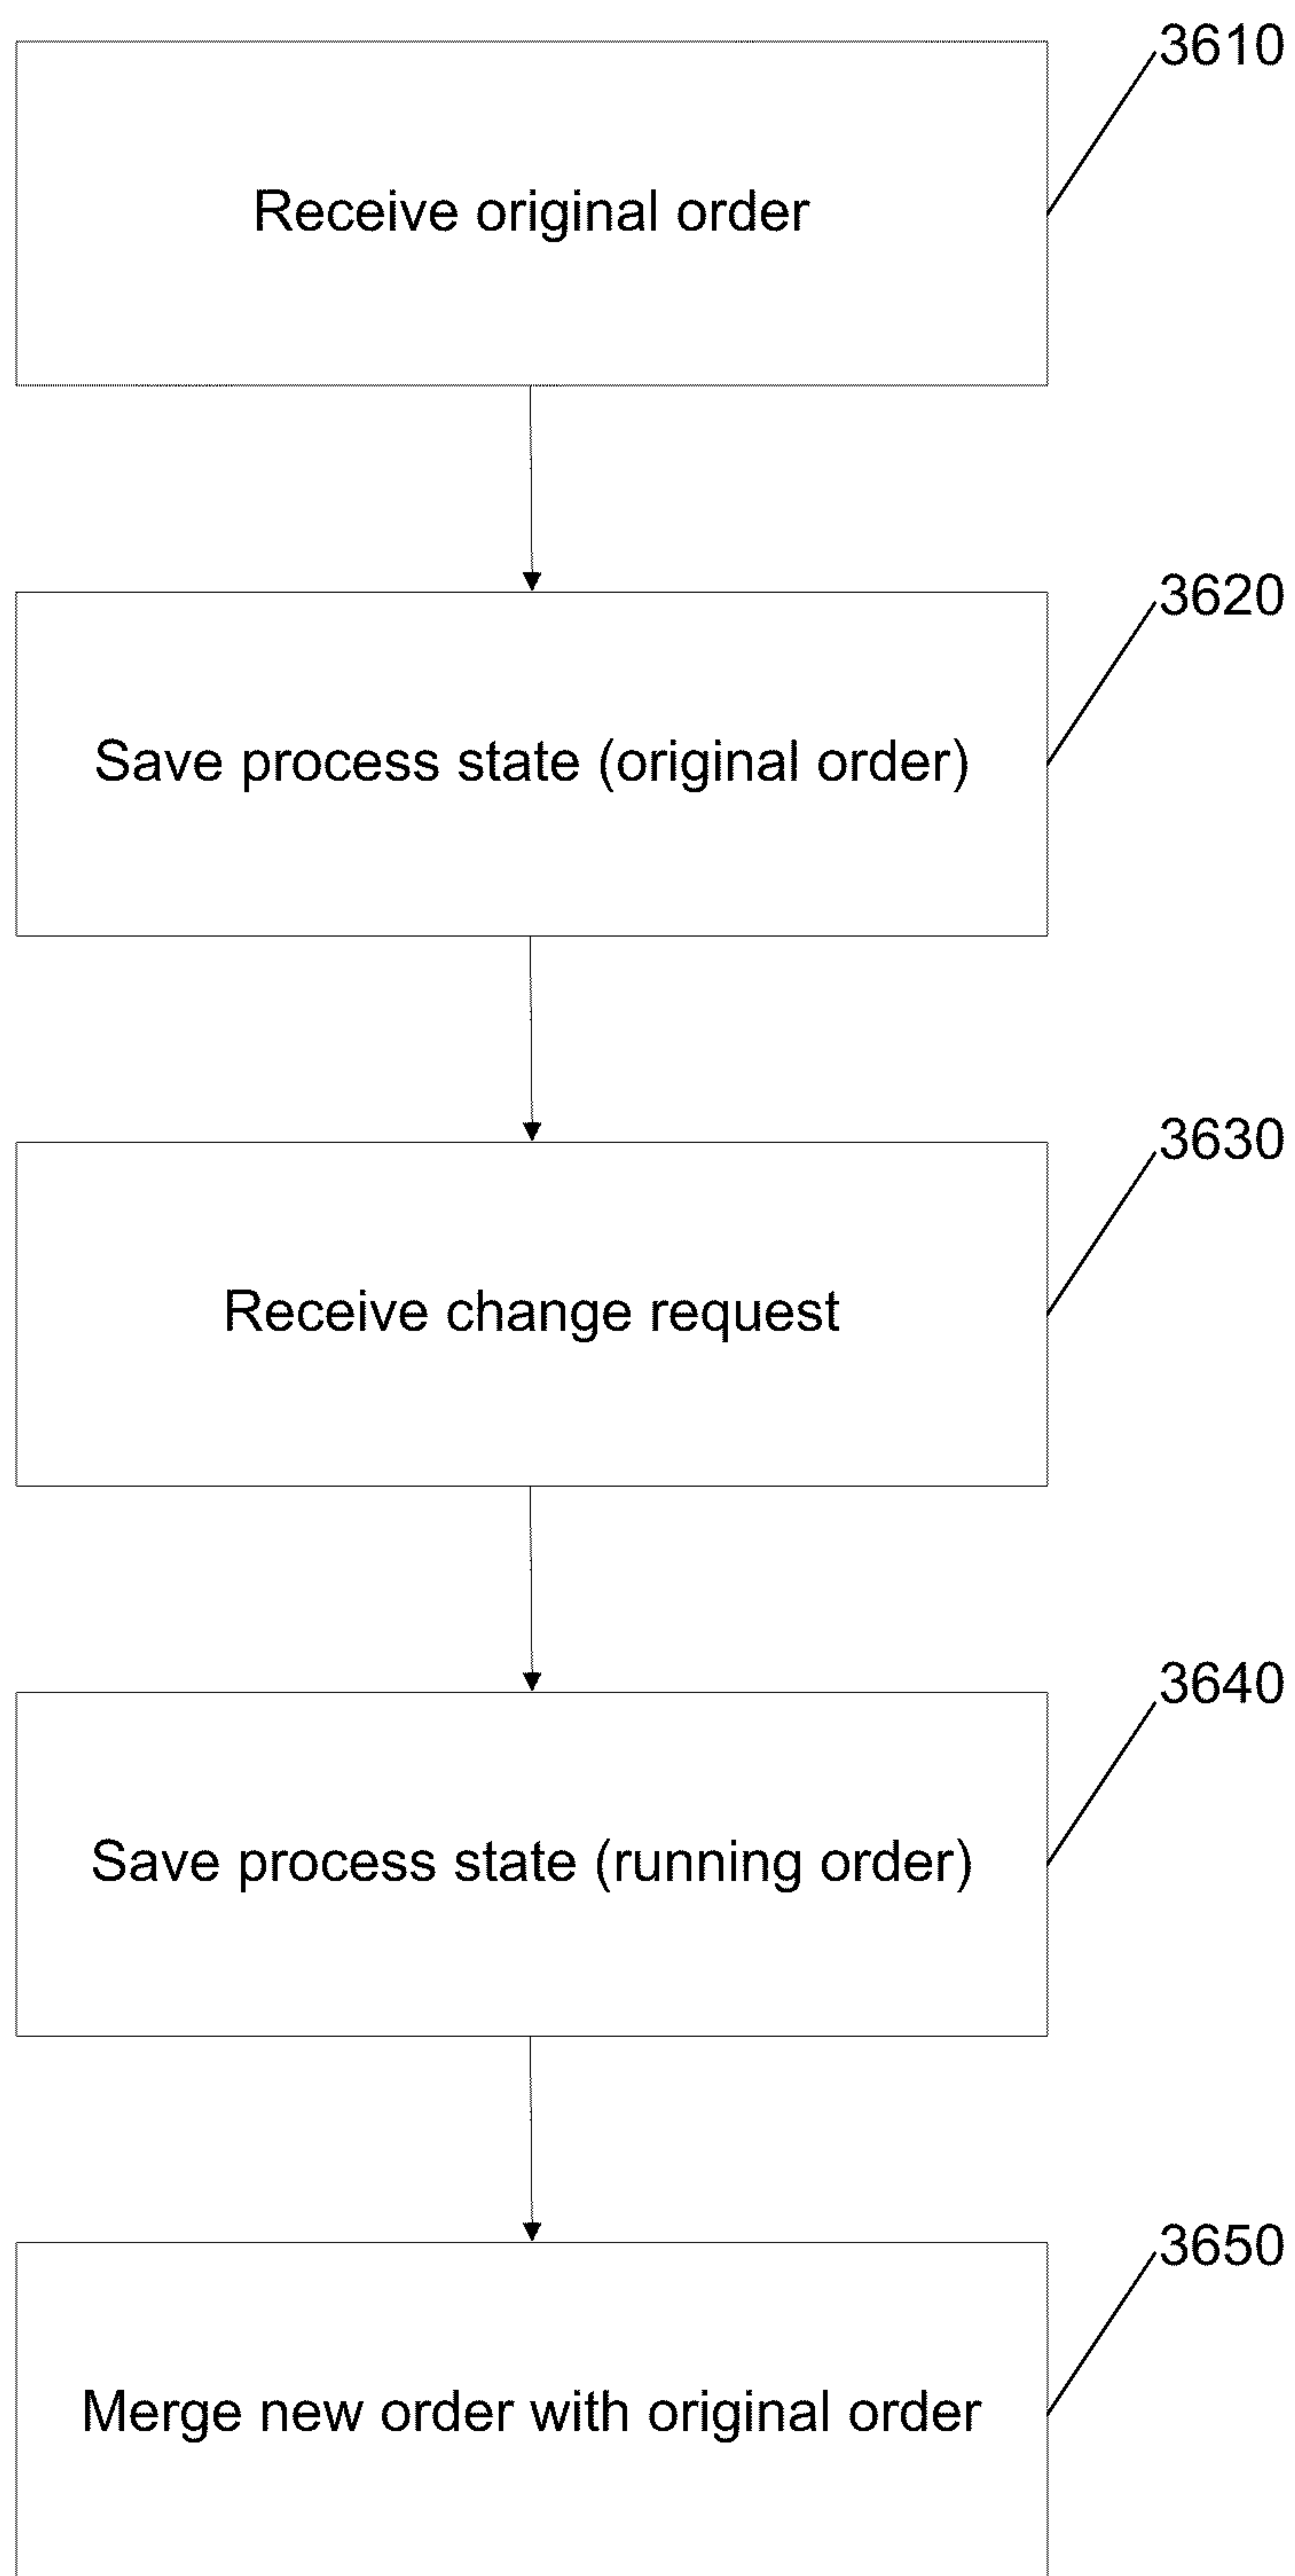 3610
Receive original order
3620
Save process state (original order)
3630
Receive change request
3640
Save process state (running order)
3650
Merge new order with original order